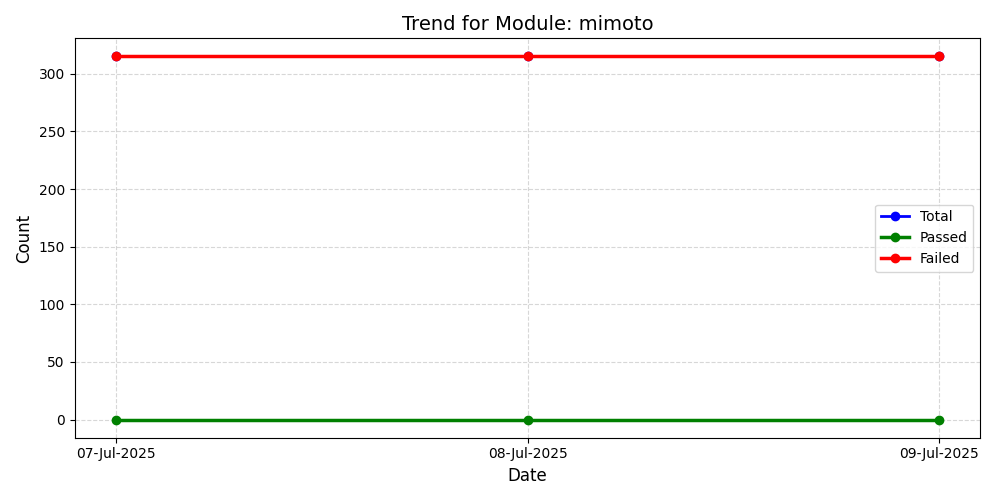 Trend for Module: mimoto
Count
300
250
200
150
100
50
0
Total
Passed
Failed
07-Jul-2025
08-Jul-2025
09-Jul-2025
Date